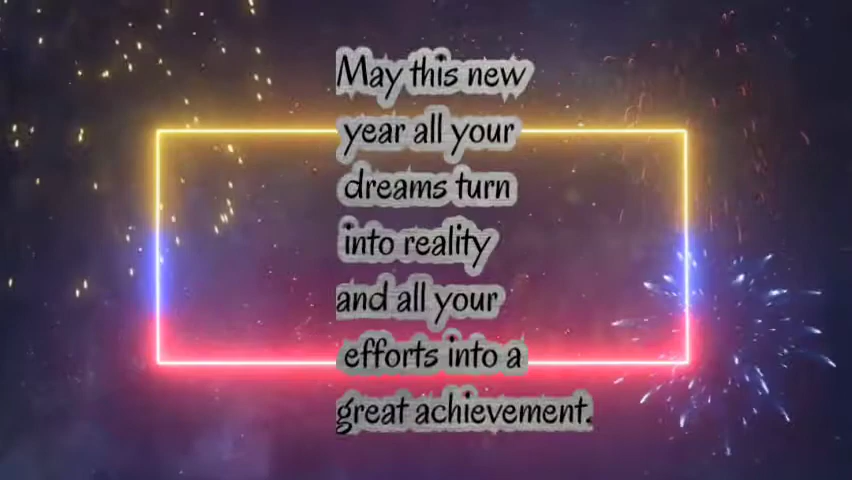 May this new
year all your
dreams turn
into reality
and all your
efforts into a
great achievement.